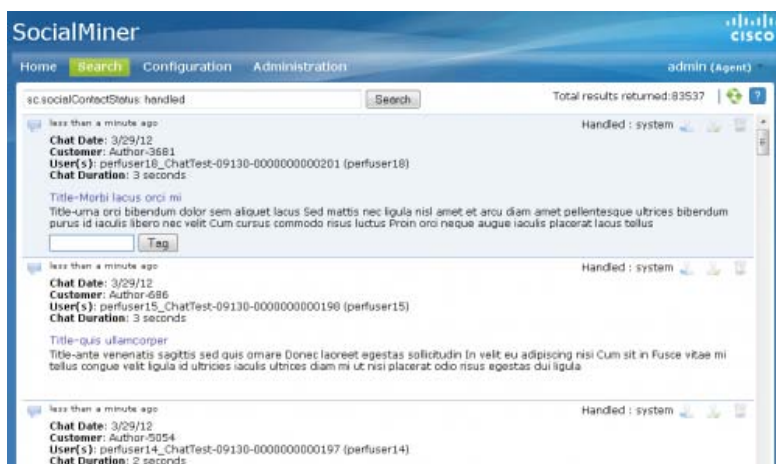 SocialMiner
cisco
Home Search Configuration Administration admin (Agent)
sc.socialContactStatus: handled Search Total results returned:83537 ?
less than a minute ago Handled : system
Chat Date: 3/29/12
Customer: Author-3681
User(s): perfuser18_ChatTest-09130-0000000000201 (perfuser18)
Chat Duration: 3 seconds
Title-Morbi lacus orci mi
Title-urna orci bibendum dolor sem aliquet lacus Sed mattis nec ligula nisl amet et arcu diam amet pellentesque ultrices bibendum
purus id iaculis libero nec velit Cum cursus commodo risus luctus Proin orci neque augue iaculis placerat lacus tellus
Tag
less than a minute ago Handled : system
Chat Date: 3/29/12
Customer: Author-686
User(s): perfuser15_ChatTest-09130-0000000000198 (perfuser15)
Chat Duration: 3 seconds
Title-quis ullamcorper
Title-ante venenatis sagittis sed quis ornare Donec laoreet egestas sollicitudin In velit eu adipiscing nisi Cum sit in Fusce vitae mi
tellus congue velit ligula id ultricies iaculis ultrices diam mi ut nisi placerat odio risus egestas dui ligula
less than a minute ago Handled : system
Chat Date: 3/29/12
Customer: Author-5054
User(s): perfuser14_ChatTest-09130-0000000000197 (perfuser14)
Chat Duration: 2 seconds